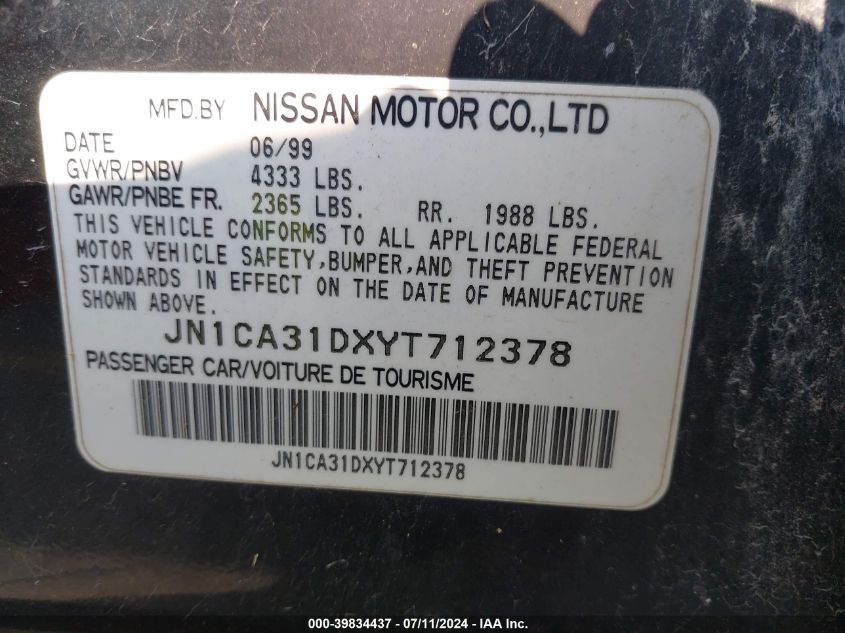 MFD.BY NISSAN MOTOR CO.,LTD
DATE 06/99
GVWR/PNBV 4333 LBS.
GAWR/PNBE FR. 2365 LBS. RR. 1988 LBS.
THIS VEHICLE CONFORMS TO ALL APPLICABLE FEDERAL
MOTOR VEHICLE SAFETY,BUMPER,AND THEFT PREVENTION
STANDARDS IN EFFECT ON THE DATE OF MANUFACTURE
SHOWN ABOVE.
JN1CA31DXYT712378
PASSENGER CAR/VOITURE DE TOURISME
JN1CA31DXYT712378
000-39834437 - 07/11/2024 - IAA Inc.